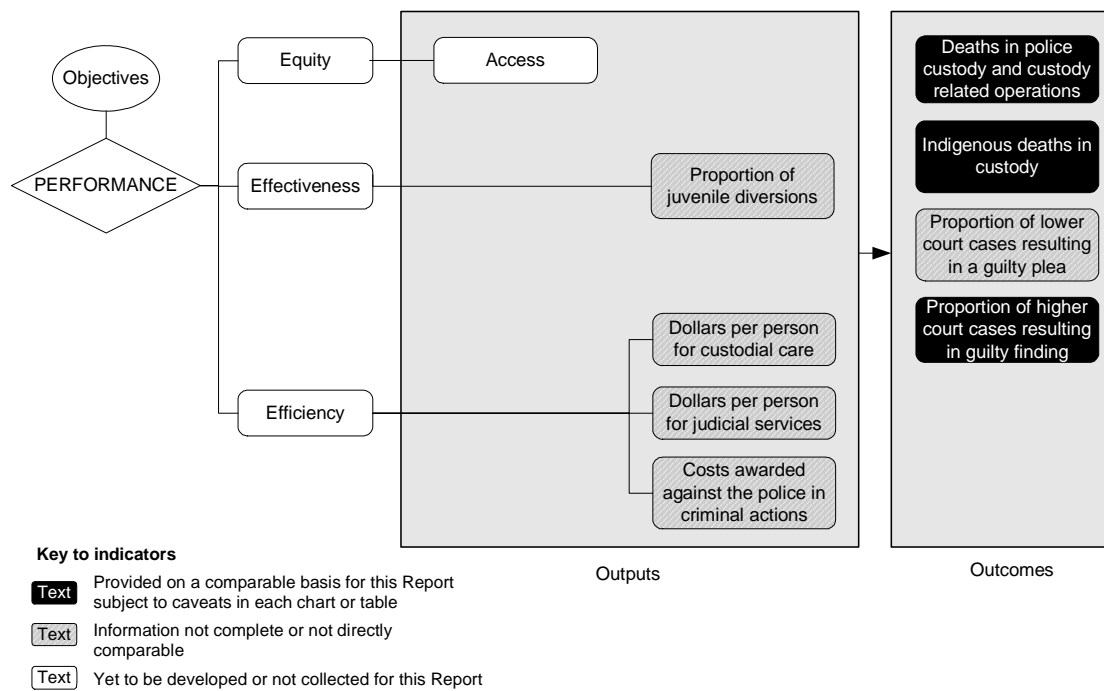 Objectives
PERFORMANCE
Equity
Access
Effectiveness
Proportion of
juvenile diversions
Efficiency
Dollars per person
for custodial care
Dollars per person
for judicial services
Costs awarded
against the police in
criminal actions
Outputs
Deaths in police
custody and custody
related operations
Indigenous deaths in
custody
Proportion of lower
court cases resulting
in a guilty plea
Proportion of higher
court cases resulting
in guilty finding
Outcomes
Key to indicators
Text
Provided on a comparable basis for this Report
subject to caveats in each chart or table
Text
Information not complete or not directly
comparable
Text
Yet to be developed or not collected for this Report